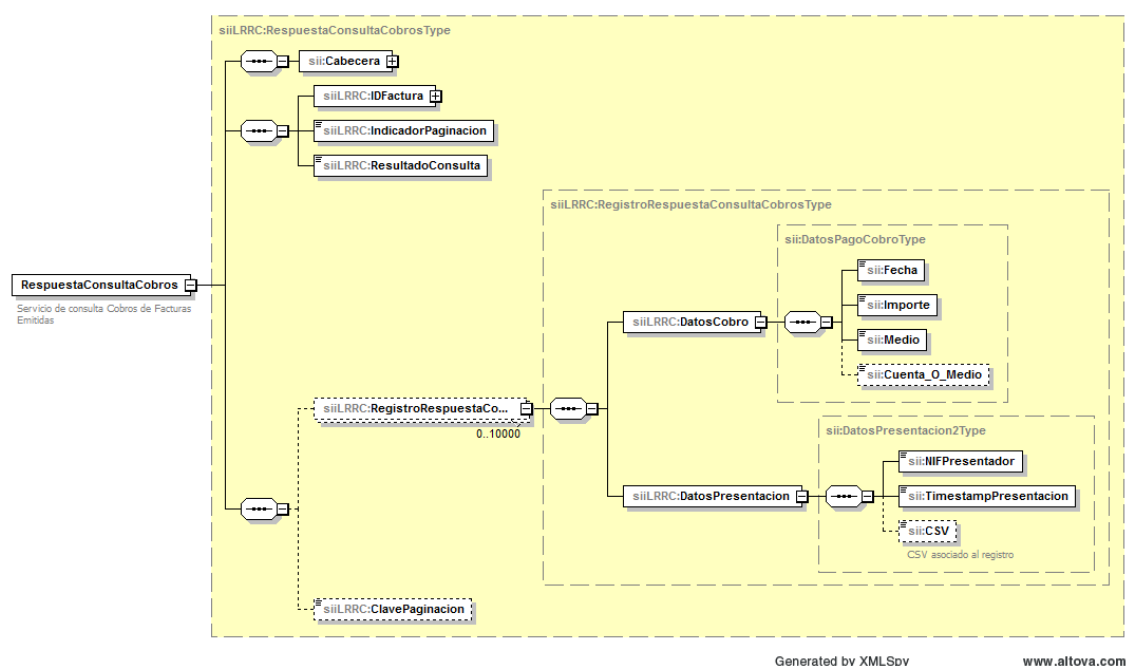 siiLRRC:RespuestaConsultaCobrosType
sii:Cabecera
siiLRRC:IDFactura
siiLRRC:IndicadorPaginacion
siiLRRC:ResultadoConsulta
siiLRRC:RegistroRespuestaConsultaCobrosType
sii:DatosPagoCobroType
sii:Fecha
RespuestaConsultaCobros
Servicio de consulta Cobros de Facturas
Emitidas
sii:Importe
siiLRRC:DatosCobro
sii:Medio
sii:Cuenta_O_Medio
siiLRRC:RegistroRespuestaCo...
0..10000
sii:DatosPresentacion2Type
sii:NIFPresentador
siiLRRC:DatosPresentacion
sii:TimestampPresentacion
sii:CSV
CSV asociado al registro
siiLRRC:ClavePaginacion
Generated by XMLSpy
www.altova.com